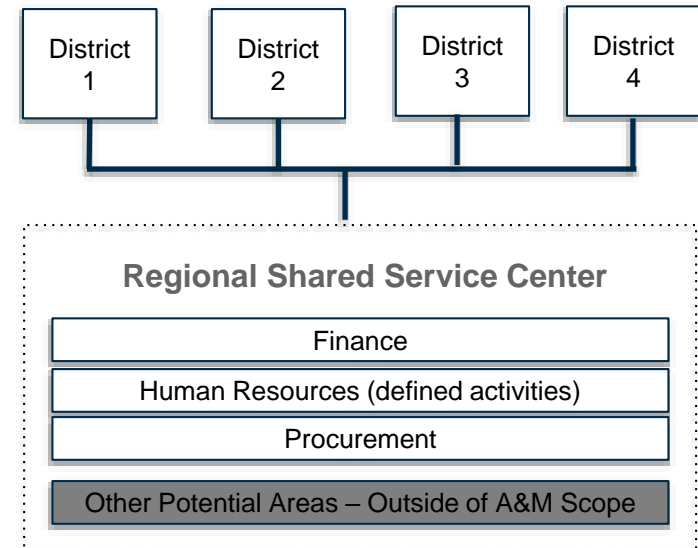 District
1
District
2
District
3
District
4
Regional Shared Service Center
Finance
Human Resources (defined activities)
Procurement
Other Potential Areas – Outside of A&M Scope